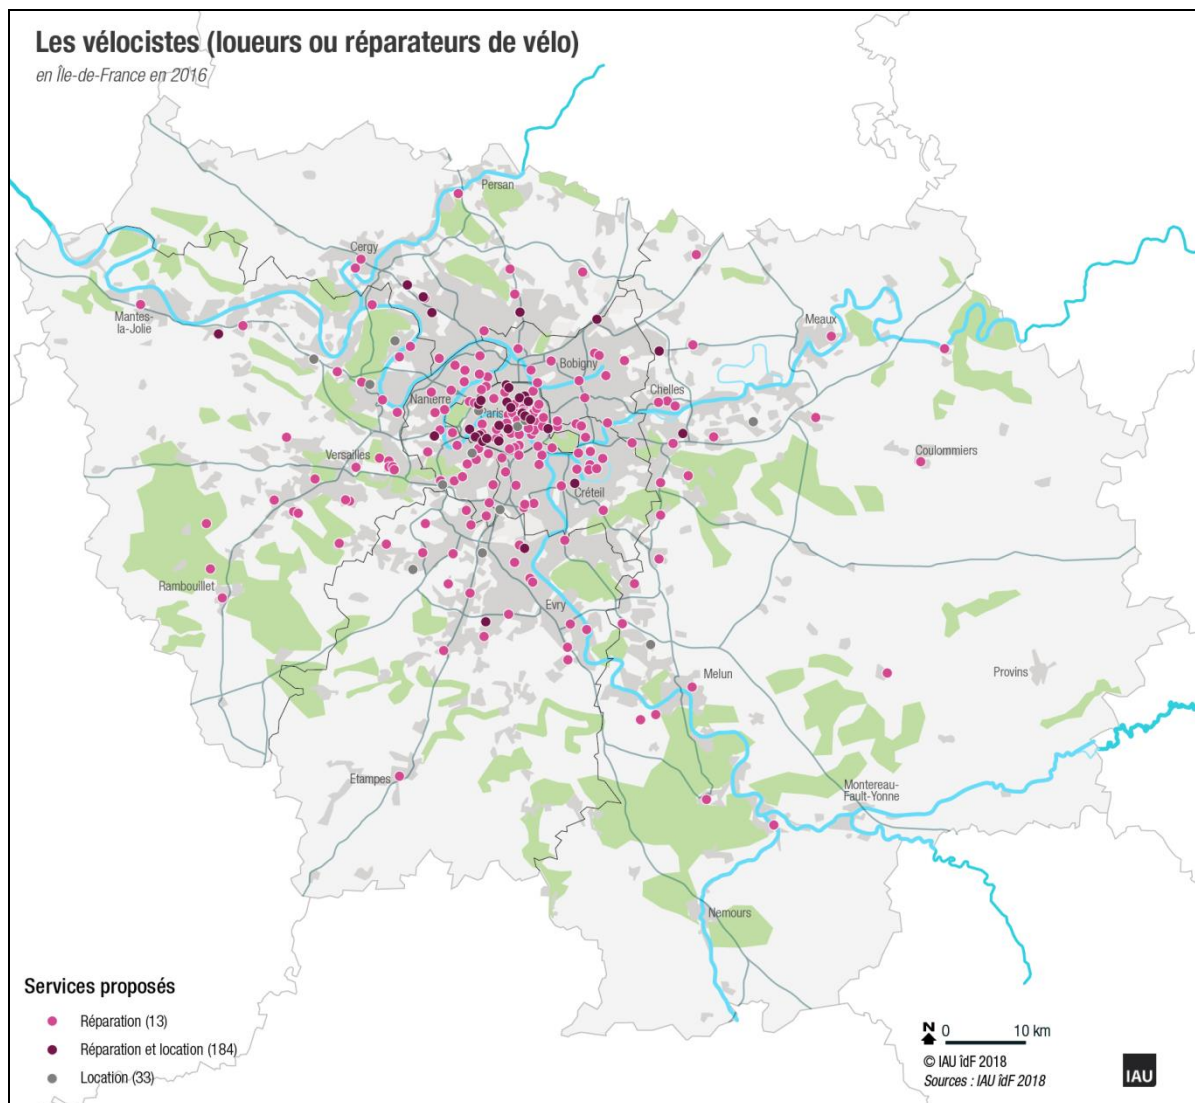 Les vélocistes (loueurs ou réparateurs de vélo)
en Île-de-France en 2016
Persan
Cergy
Mantes-
la-Jolie
Meaux
Bobigny
Chelles
Nanterre
Paris
Versailles
Coulommiers
Créteil
Rambouillet
Evry
Melun
Provins
Etampes
Montereau-
Fault-Yonne
Nemours
Services proposés
Réparation (13)
Réparation et location (184)
Location (33)
N 0 10 km
© IAU îdF 2018
Sources : IAU îdF 2018
IAU